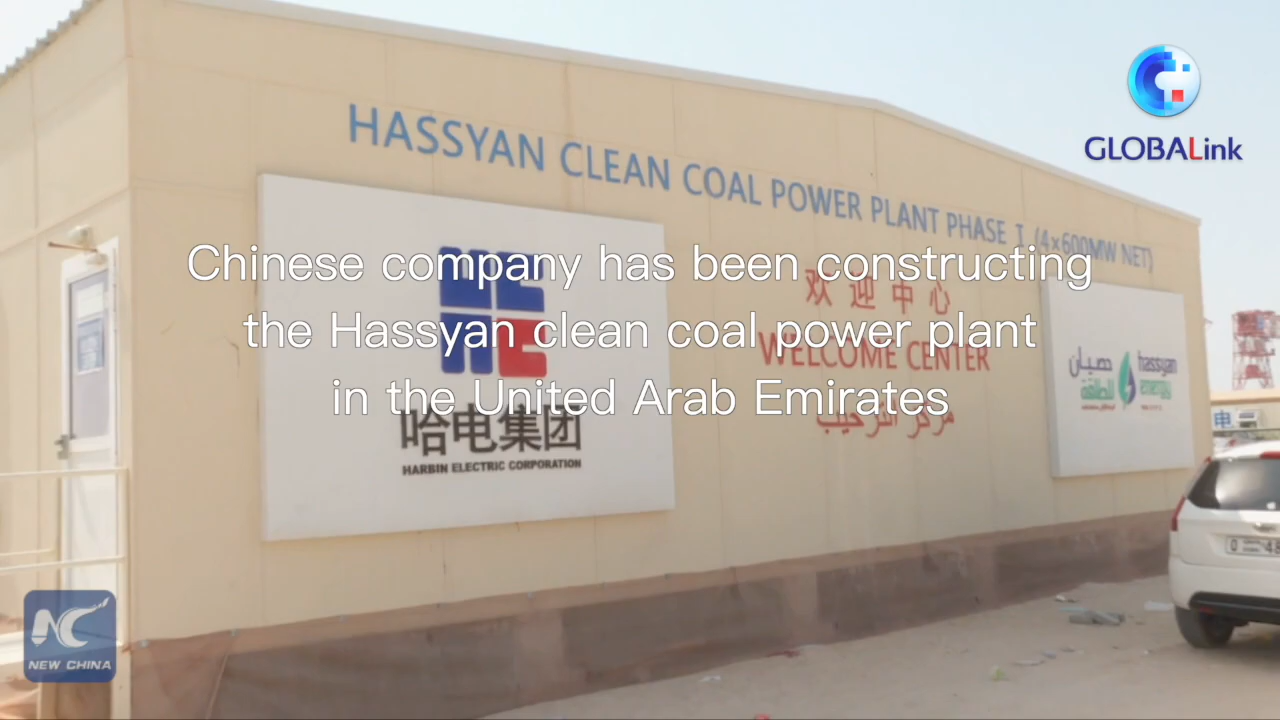 HASSYAN CLEAN COAL POWER PLANT PHASE I (4×600MW NET)
GLOBALink
Chinese company has been constructing
the Hassyan clean coal power plant
in the United Arab Emirates
哈电集团
HARBIN ELECTRIC CORPORATION
欢迎中心
WELCOME CENTER
مركز الترحيب
حصيان
للطاقة
hassyan
energy
NEW CHINA